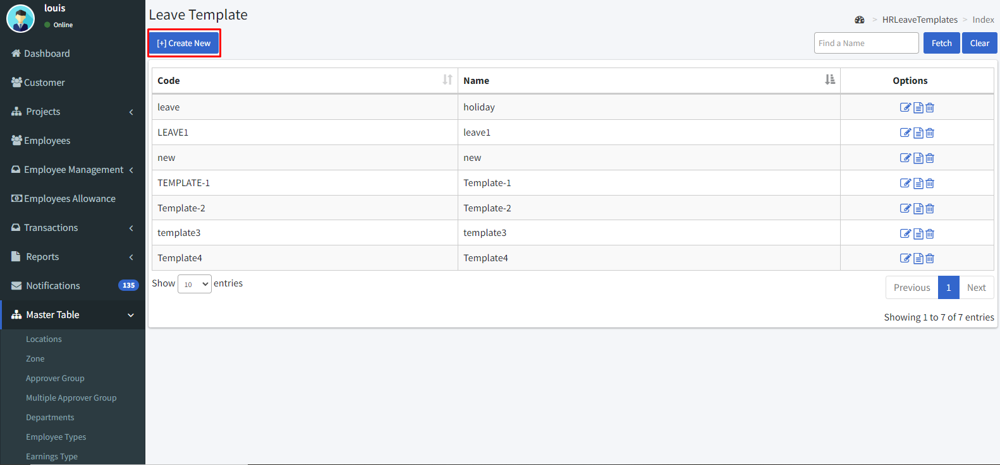 louis
Online
Dashboard
Customer
Projects
Employees
Employee Management
Employees Allowance
Transactions
Reports
Notifications 135
Master Table
Locations
Zone
Approver Group
Multiple Approver Group
Departments
Employee Types
Earnings Type
Leave Template
> HRLeaveTemplates > Index
[+] Create New
Find a Name Fetch Clear
Code Name Options
leave holiday
LEAVE1 leave1
new new
TEMPLATE-1 Template-1
Template-2 Template-2
template3 template3
Template4 Template4
Show 10 entries
Previous 1 Next
Showing 1 to 7 of 7 entries